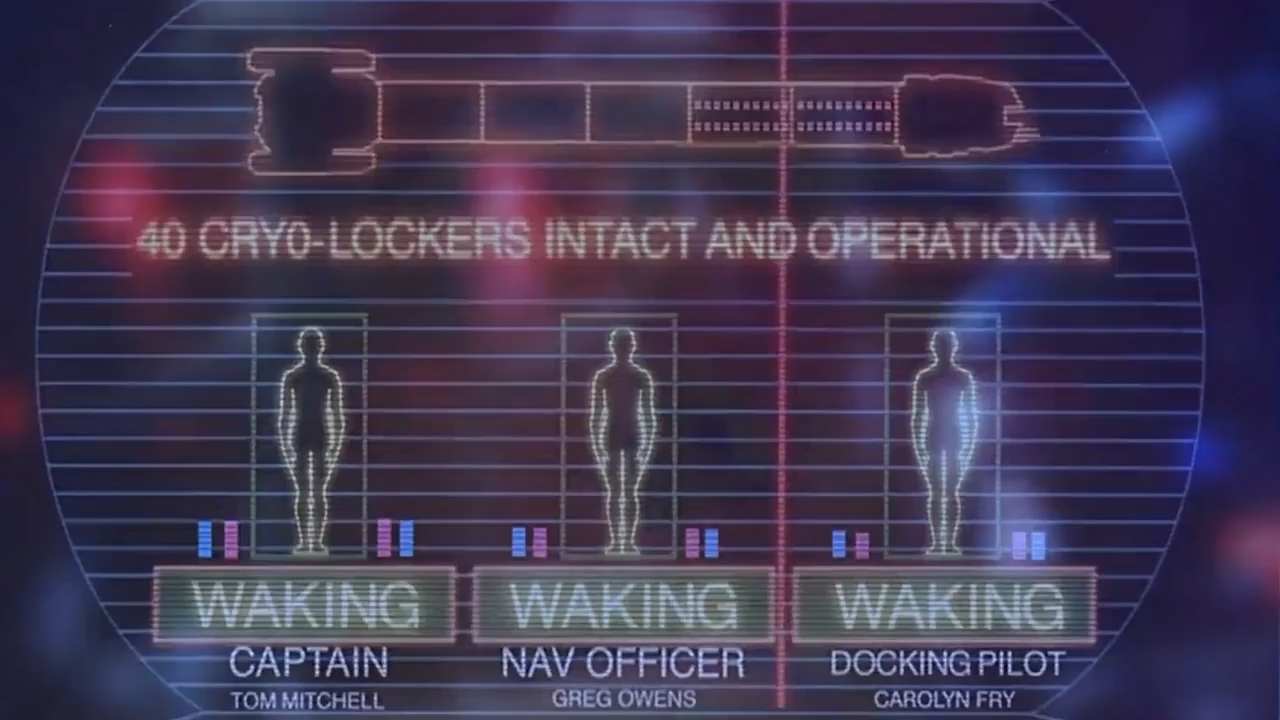 40 CRY0-LOCKERS INTACT AND OPERATIONAL
WAKING WAKING WAKING
CAPTAIN NAV OFFICER DOCKING PILOT
TOM MITCHELL GREG OWENS CAROLYN FRY